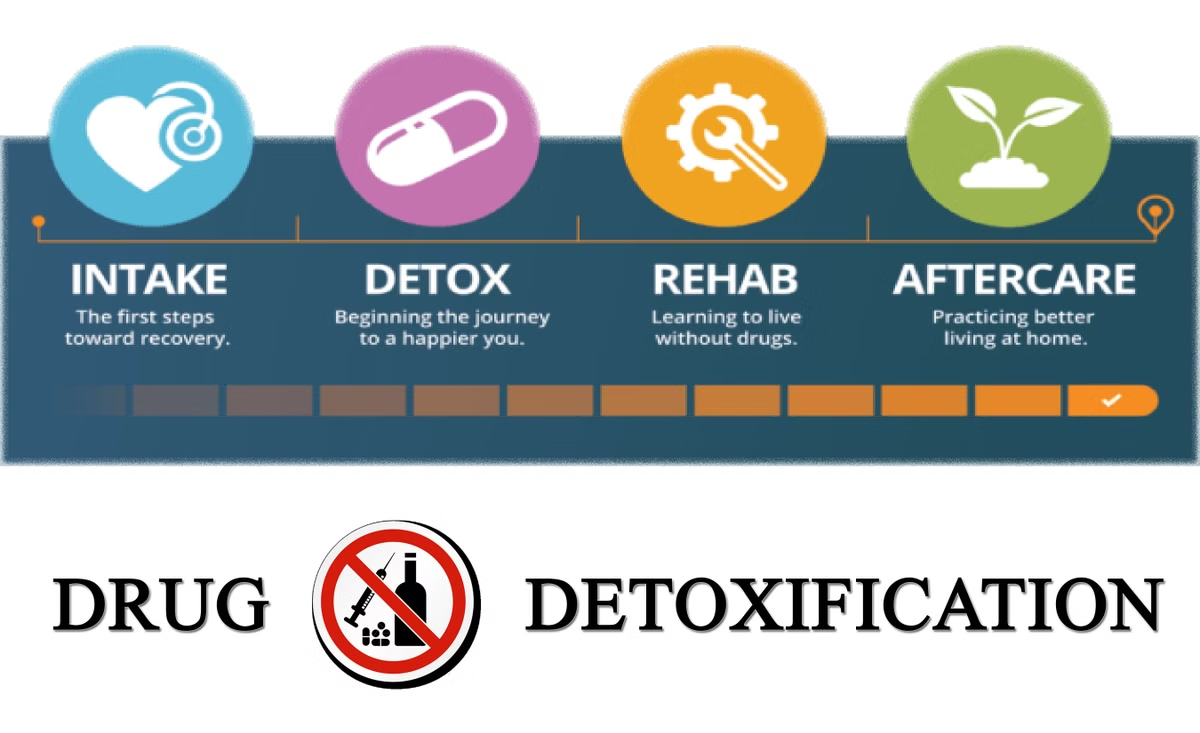 INTAKE
The first steps
toward recovery.
DETOX
Beginning the journey
to a happier you.
REHAB
Learning to live
without drugs.
AFTERCARE
Practicing better
living at home.
DRUG DETOXIFICATION